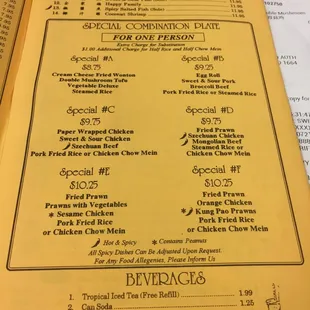 Happy Family
Spicy Baked Fish (Sole)
Coconut Shrimp
11.95
SPECIAL COMBINATION PLATE
FOR ONE PERSON
Extra Charge for Substitution
$1.00 Additional Charge for Half Rice and Half Chow Mein
Special #A
$8.75
Cream Cheese Fried Wonton
Double Mushroom Tofu
Vegetable Deluxe
Steamed Rice
Special #B
$9.25
Egg Roll
Sweet & Sour Pork
Broccoli Beef
Pork Fried Rice or Steamed Rice
Special #C
$9.75
Paper Wrapped Chicken
Sweet & Sour Chicken
Szechuan Beef
Pork Fried Rice or Chicken Chow Mein
Special #D
$9.75
Fried Prawn
Szechuan Chicken
Mongolian Beef
Steamed Rice or
Chicken Chow Mein
Special #E
$10.25
Fried Prawn
Prawns with Vegetables
* Sesame Chicken
Pork Fried Rice
or Chicken Chow Mein
Special #F
$10.25
Fried Prawn
Orange Chicken
* Kung Pao Prawns
Pork Fried Rice
or Chicken Chow Mein
Hot & Spicy * Contains Peanuts
All Spicy Dishes Can Be Adjusted Upon Request.
For Any Food Allergenies. Please Inform Us
BEVERAGES
1. Tropical Iced Tea (Free Refill) 1.99
2. Can Soda 1.25